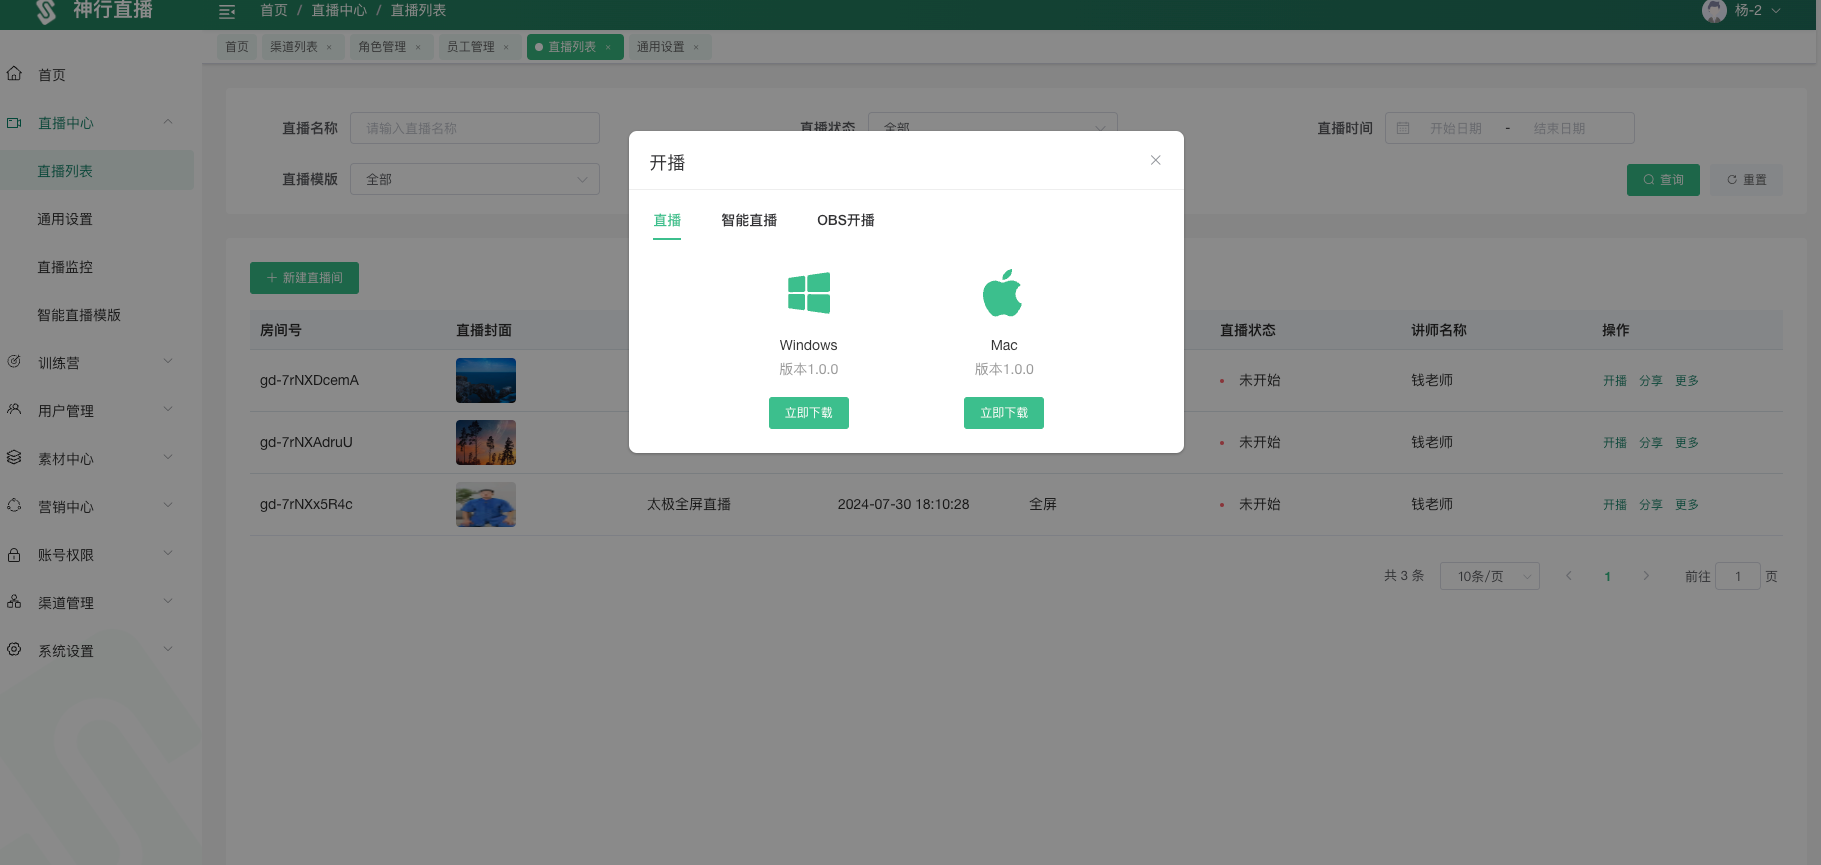 神行直播
首页 / 直播中心 / 直播列表
杨-2
首页 渠道列表 × 角色管理 × 员工管理 × 直播列表 × 通用设置 ×
首页
直播中心
直播列表
通用设置
直播监控
智能直播模版
训练营
用户管理
素材中心
营销中心
账号权限
渠道管理
系统设置
直播名称 请输入直播名称 直播状态 全部 直播时间 开始日期 - 结束日期
直播模版 全部 查询 重置
+ 新建直播间
开播
直播 智能直播 OBS开播
Windows Mac
版本1.0.0 版本1.0.0
立即下载 立即下载
房间号 直播封面 直播状态 讲师名称 操作
gd-7rNXDcemA 未开始 钱老师 开播 分享 更多
gd-7rNXAdruU 未开始 钱老师 开播 分享 更多
gd-7rNXx5R4c 太极全屏直播 2024-07-30 18:10:28 全屏 未开始 钱老师 开播 分享 更多
共 3 条 10条/页 1 前往 1 页